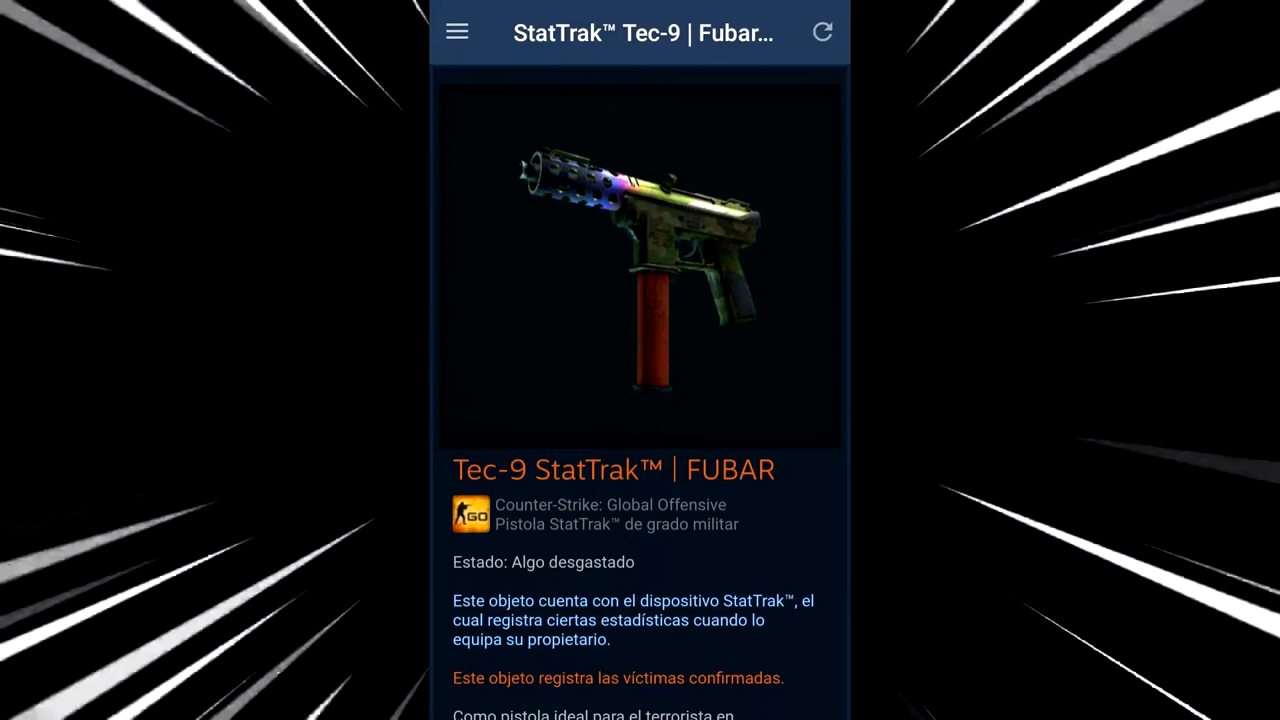 StatTrak™ Tec-9 | Fubar...
Tec-9 StatTrak™ | FUBAR
GO
Counter-Strike: Global Offensive
Pistola StatTrak™ de grado militar
Estado: Algo desgastado
Este objeto cuenta con el dispositivo StatTrak™, el
cual registra ciertas estadísticas cuando lo
equipa su propietario.
Este objeto registra las víctimas confirmadas.
Como pistola ideal para el terrorista en